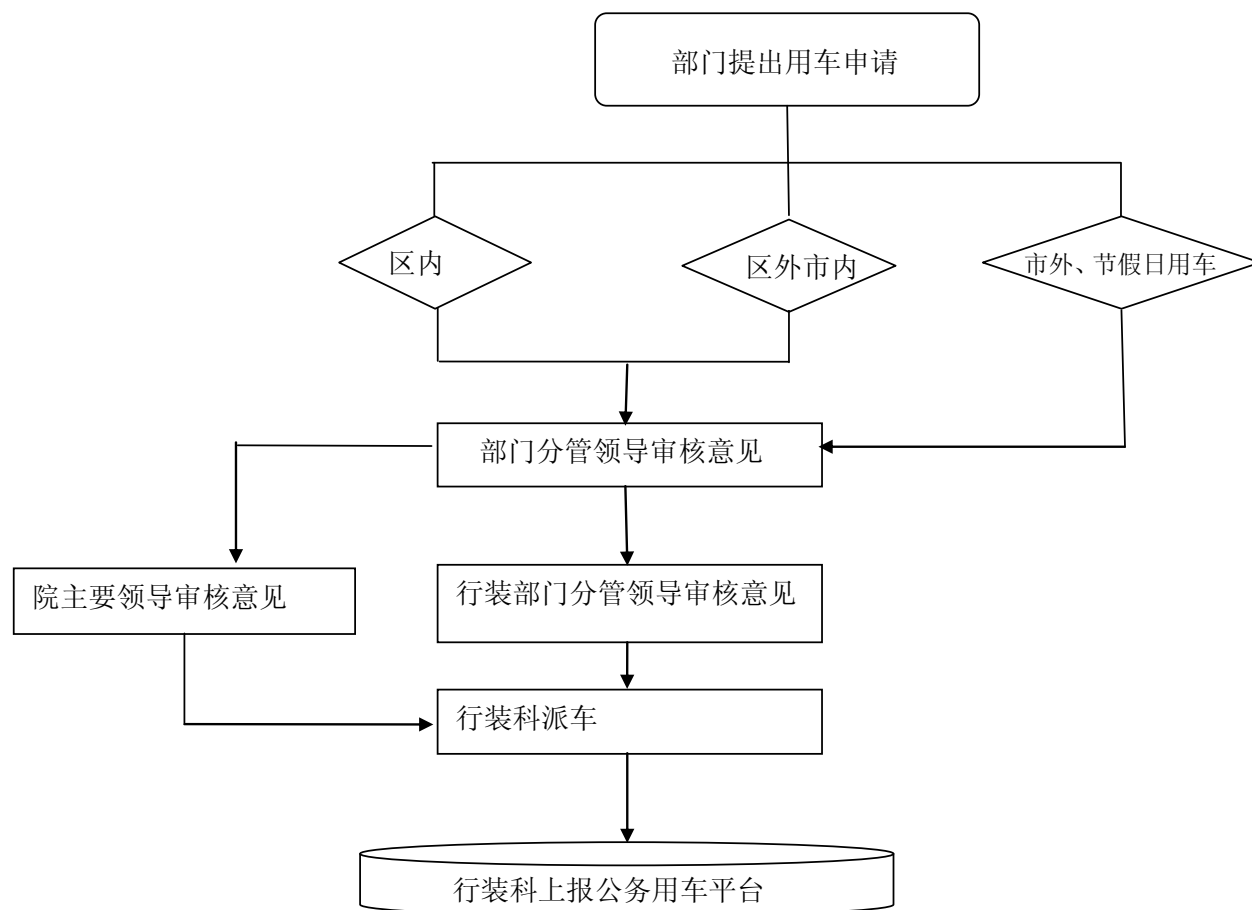 部门提出用车申请
区内
区外市内
市外、节假日用车
部门分管领导审核意见
院主要领导审核意见
行装部门分管领导审核意见
行装科派车
行装科上报公务用车平台